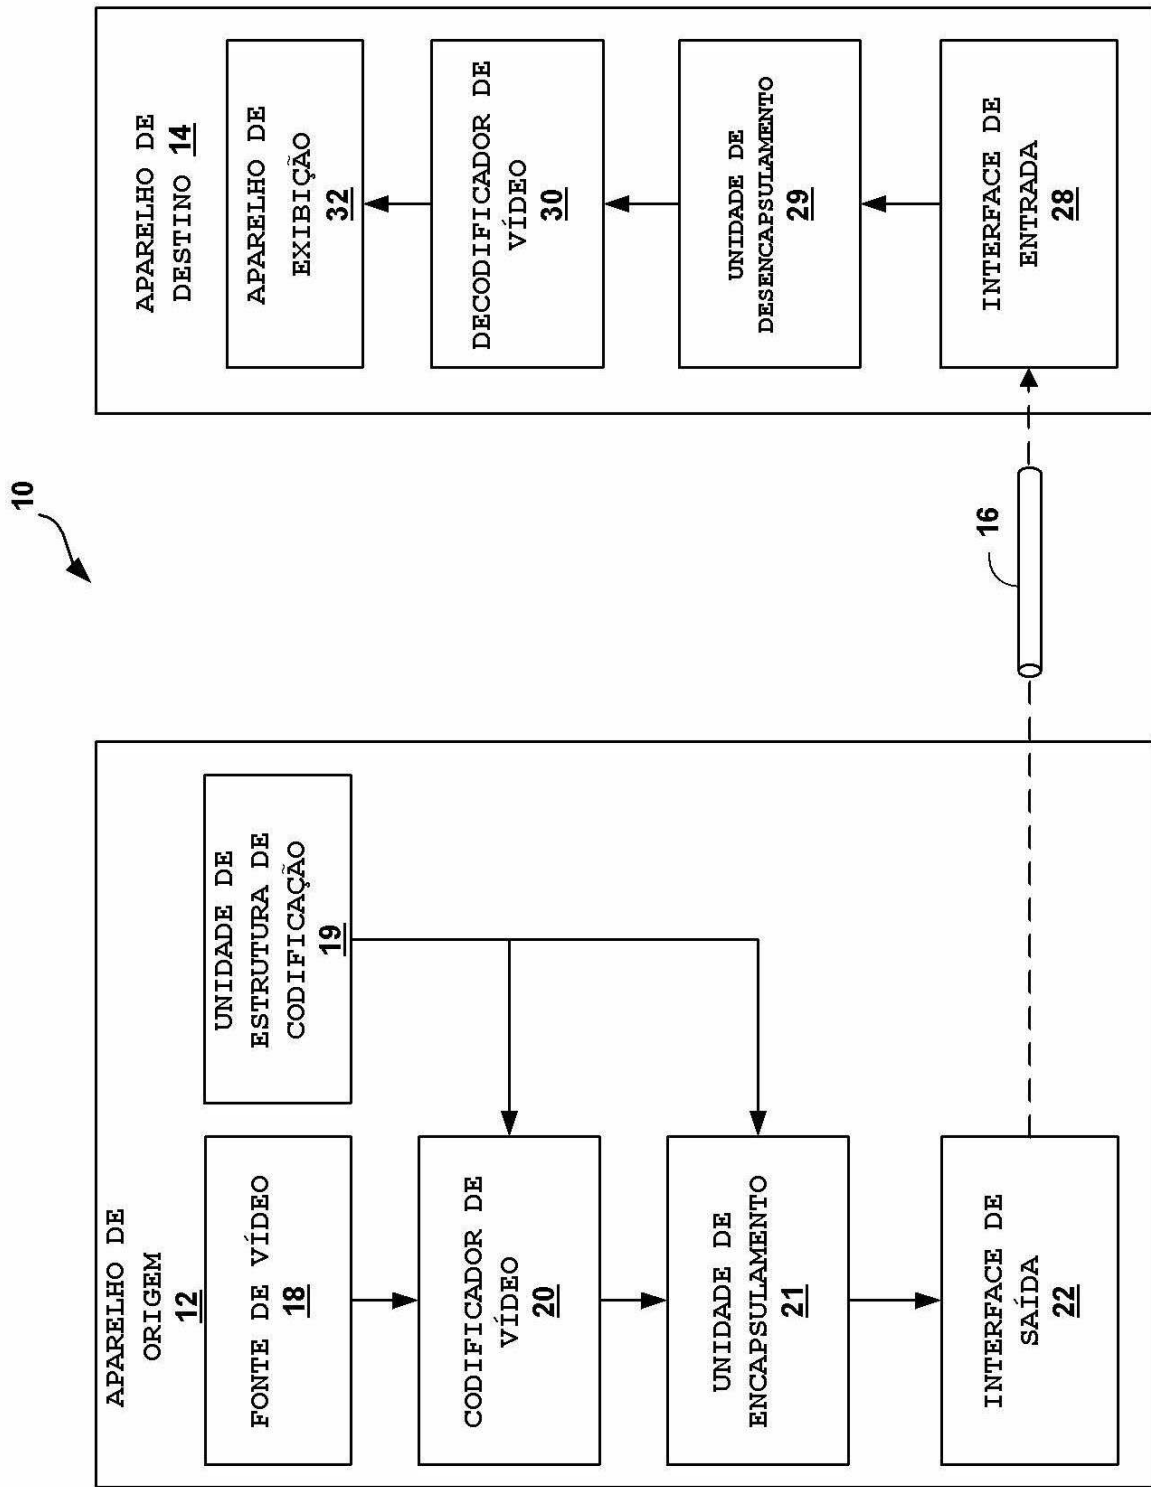 10
APARELHO DE
ORIGEM
12
FONTE DE VÍDEO
18
UNIDADE DE
ESTRUTURA DE
CODIFICAÇÃO
19
CODIFICADOR DE
VÍDEO
20
UNIDADE DE
ENCAPSULAMENTO
21
INTERFACE DE
SAÍDA
22
16
APARELHO DE
DESTINO 14
APARELHO DE
EXIBIÇÃO
32
DECODIFICADOR DE
VÍDEO
30
UNIDADE DE
DESENCAPSULAMENTO
29
INTERFACE DE
ENTRADA
28